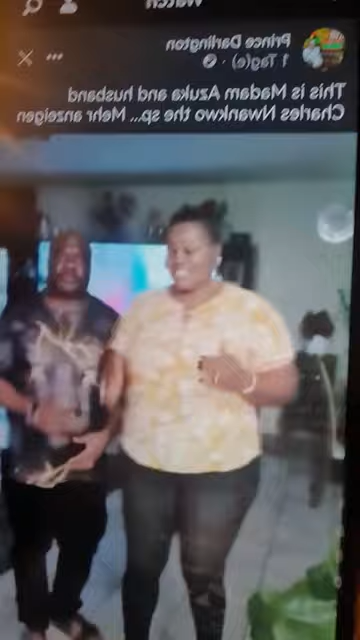 Watch
Prince Darlington
1 Tag(e) ·
This is Madam Azuka and husband
Charles Nwankwo the sp... Mehr anzeigen